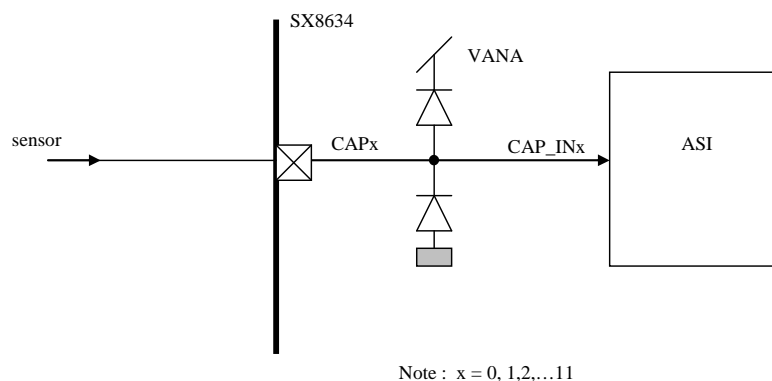 SX8634
VANA
sensor
CAPx
CAP_INx
ASI
Note : x = 0, 1,2,…11